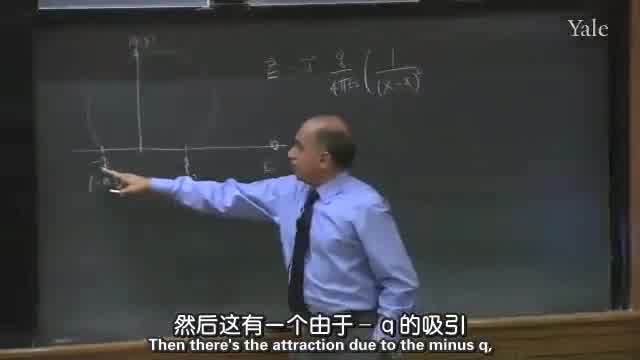 Yale
E = i q/4πε₀ ( 1/(x-x)²
然后这有一个由于－q的吸引
Then there's the attraction due to the minus q,